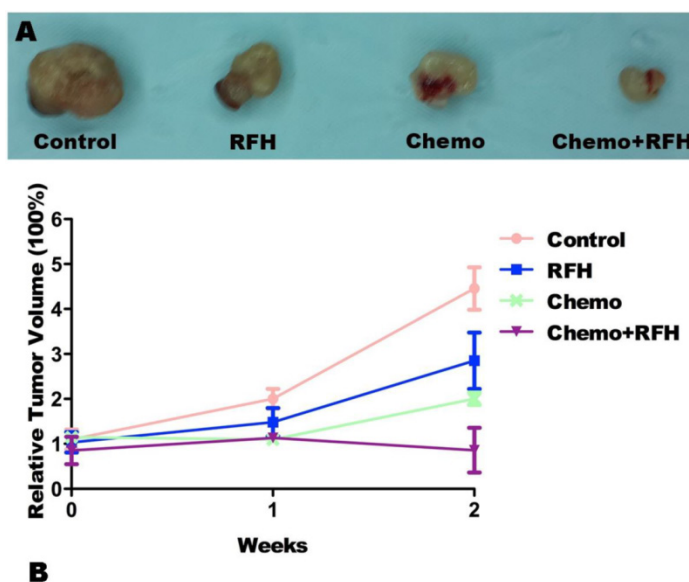 A
Control RFH Chemo Chemo+RFH
Relative Tumor Volume (100%)
6
5
4
3
2
1
0
0 1 2
Weeks
Control
RFH
Chemo
Chemo+RFH
B